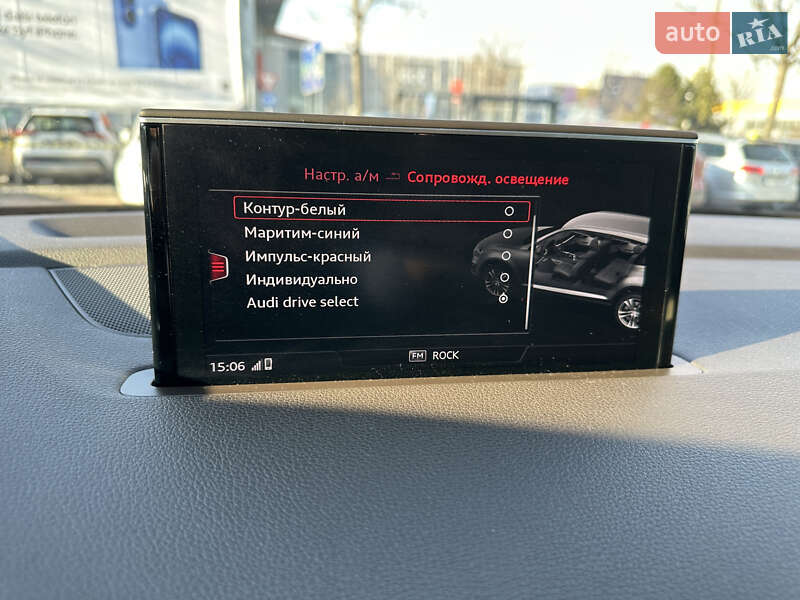 auto RIA
.com
Настр. а/м Сопровожд. освещение
Контур-белый
Маритим-синий
Импульс-красный
Индивидуально
Audi drive select
FM ROCK
15:06